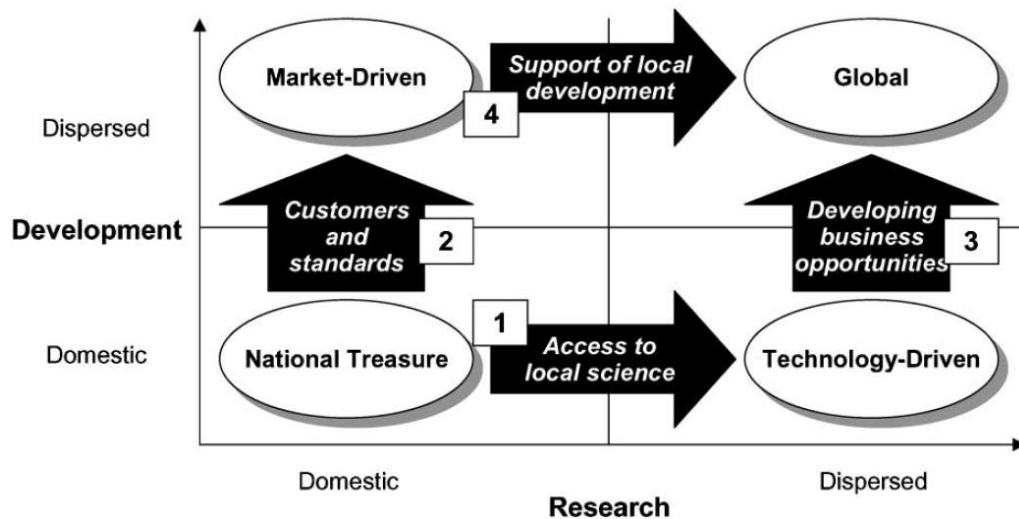 Market-Driven
Support of local
development
Global
4
Dispersed
Development
Customers
and
standards
2
Developing
business
opportunities
3
1
Domestic
National Treasure
Access to
local science
Technology-Driven
Domestic
Dispersed
Research